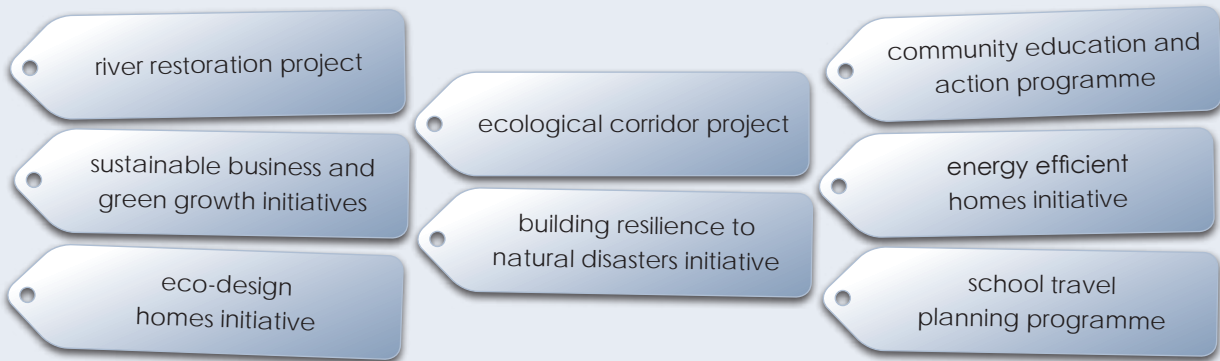 river restoration project
sustainable business and
green growth initiatives
eco-design
homes initiative
ecological corridor project
building resilience to
natural disasters initiative
community education and
action programme
energy efficient
homes initiative
school travel
planning programme